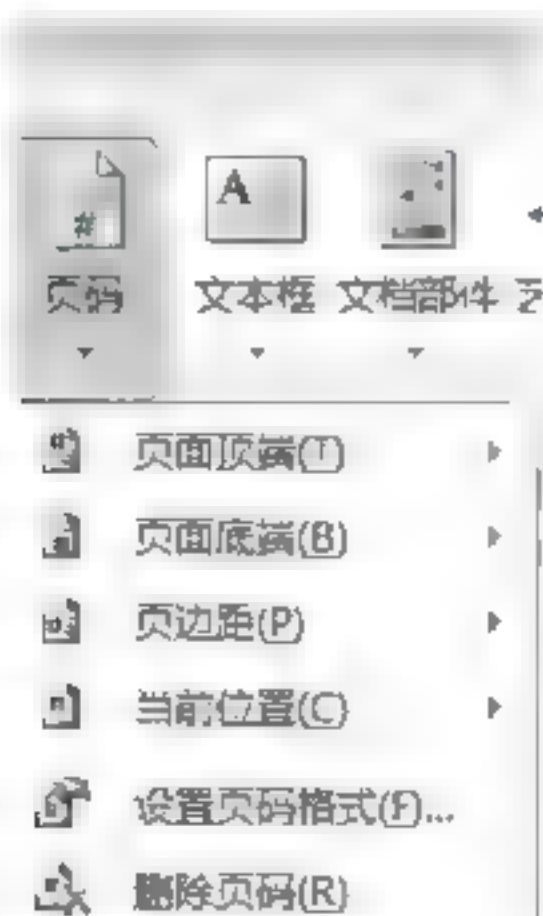 页码 文本框 文档部件
页面顶端(T)
页面底端(B)
页边距(P)
当前位置(C)
设置页码格式(F)...
删除页码(R)